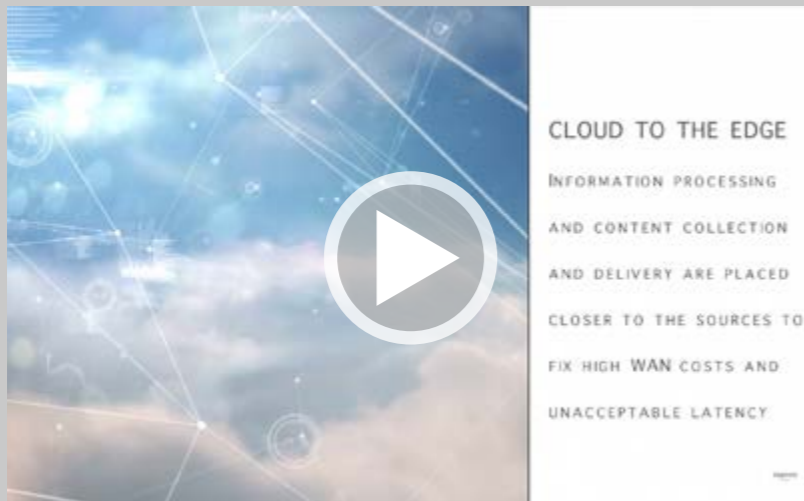 CLOUD TO THE EDGE
INFORMATION PROCESSING
AND CONTENT COLLECTION
AND DELIVERY ARE PLACED
CLOSER TO THE SOURCES TO
FIX HIGH WAN COSTS AND
UNACCEPTABLE LATENCY